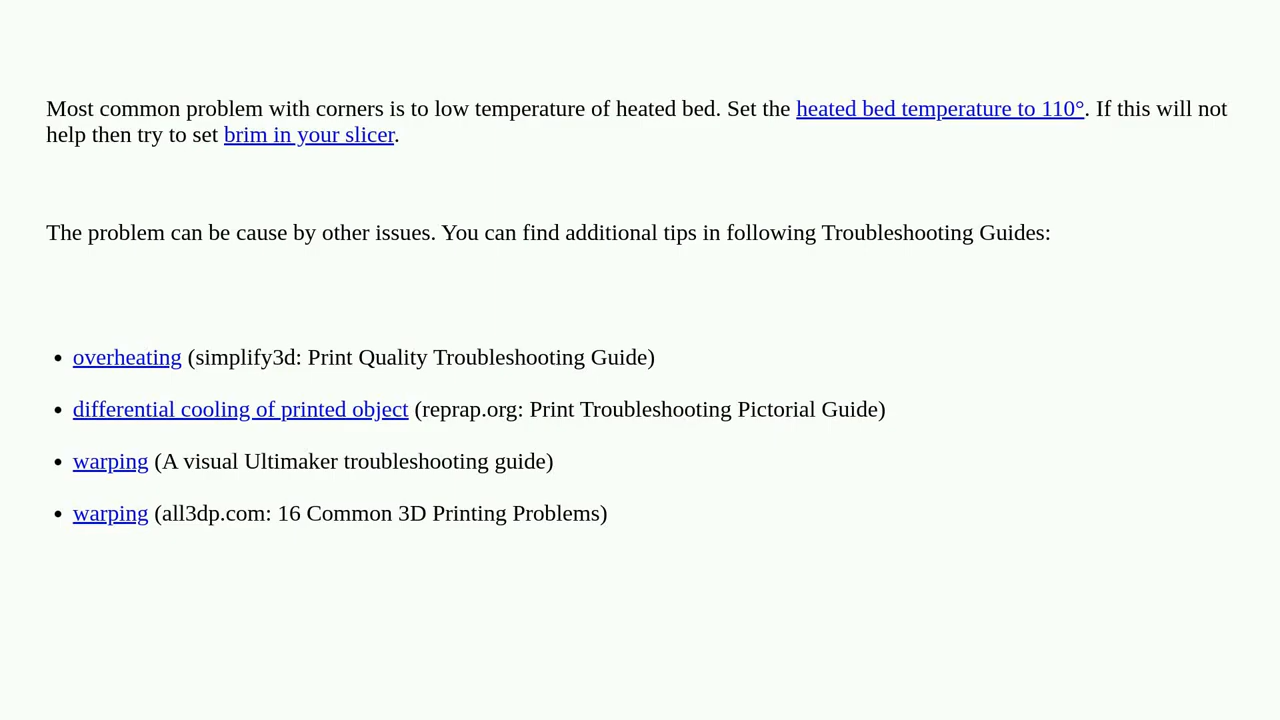 Most common problem with corners is to low temperature of heated bed. Set the heated bed temperature to 110°. If this will not
help then try to set brim in your slicer.
The problem can be cause by other issues. You can find additional tips in following Troubleshooting Guides:
• overheating (simplify3d: Print Quality Troubleshooting Guide)
• differential cooling of printed object (reprap.org: Print Troubleshooting Pictorial Guide)
• warping (A visual Ultimaker troubleshooting guide)
• warping (all3dp.com: 16 Common 3D Printing Problems)